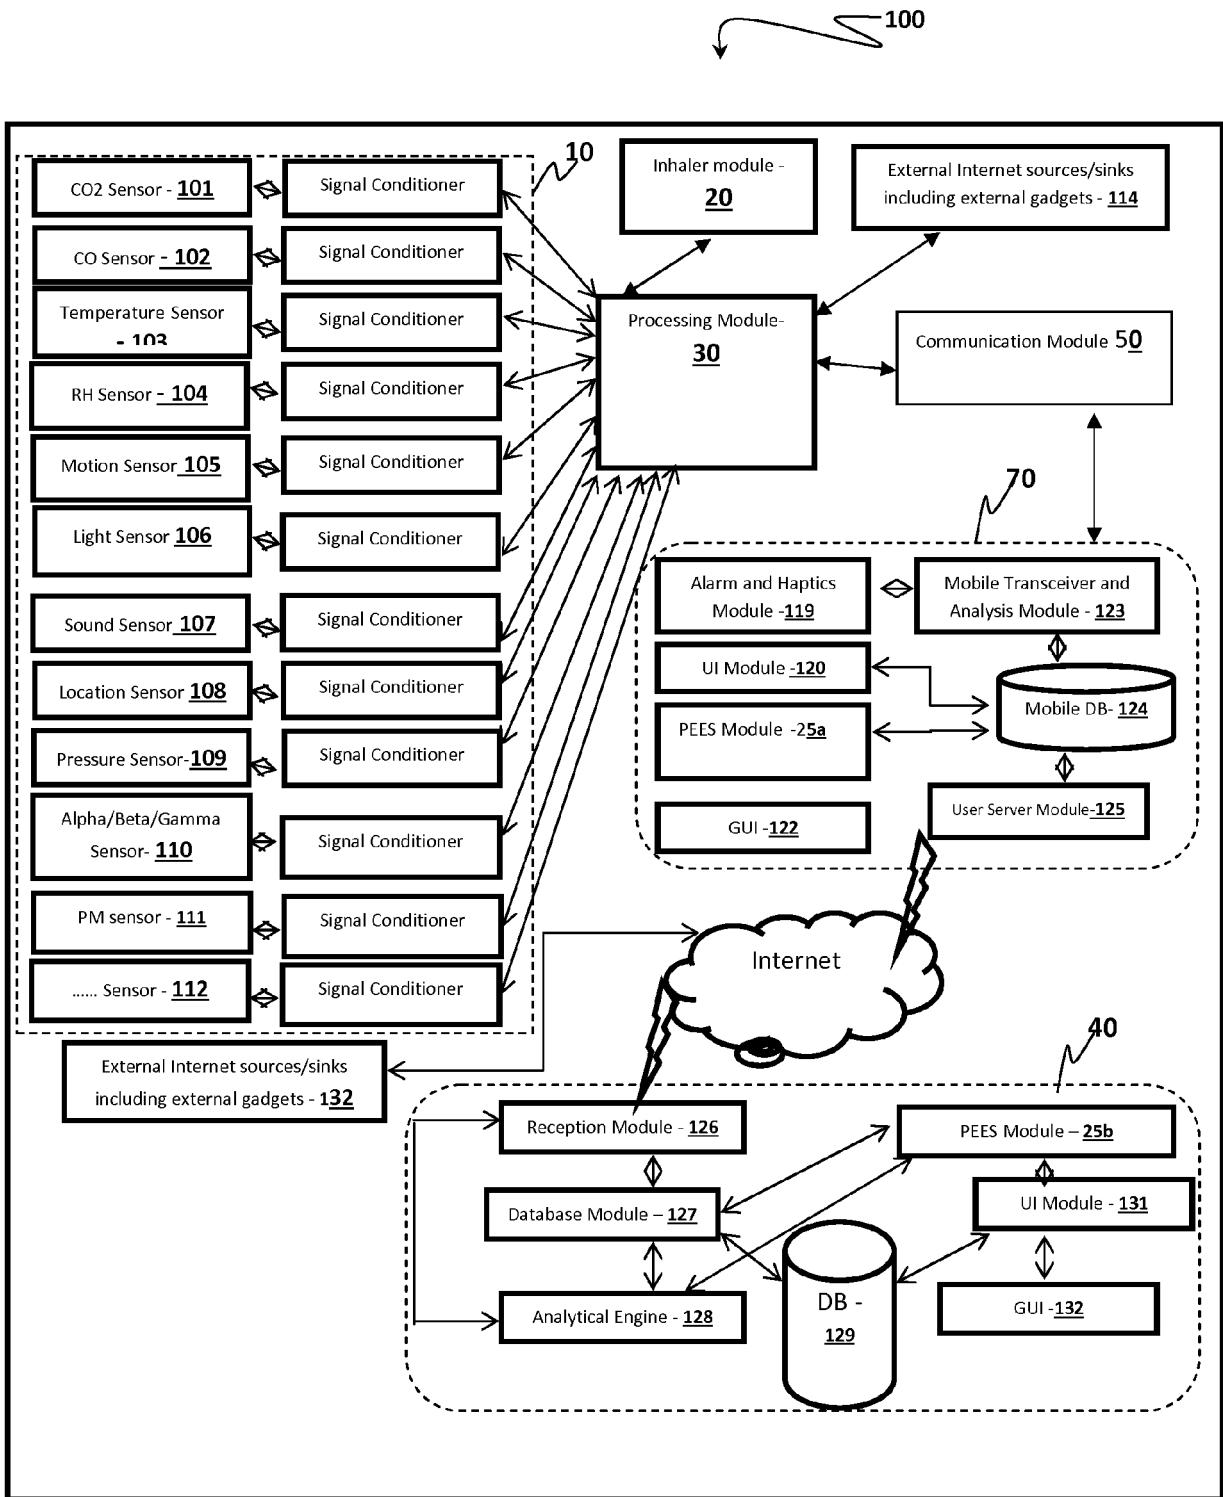 100
10
CO2 Sensor - 101
Signal Conditioner
CO Sensor - 102
Signal Conditioner
Temperature Sensor
- 103
Signal Conditioner
RH Sensor - 104
Signal Conditioner
Motion Sensor 105
Signal Conditioner
Light Sensor 106
Signal Conditioner
Sound Sensor 107
Signal Conditioner
Location Sensor 108
Signal Conditioner
Pressure Sensor-109
Signal Conditioner
Alpha/Beta/Gamma
Sensor- 110
Signal Conditioner
PM sensor - 111
Signal Conditioner
...... Sensor - 112
Signal Conditioner
Inhaler module -
20
External Internet sources/sinks
including external gadgets - 114
Processing Module-
30
Communication Module 50
70
Alarm and Haptics
Module -119
Mobile Transceiver and
Analysis Module - 123
UI Module -120
Mobile DB- 124
PEES Module -25a
User Server Module-125
GUI -122
Internet
External Internet sources/sinks
including external gadgets - 132
40
Reception Module - 126
PEES Module – 25b
Database Module – 127
UI Module - 131
Analytical Engine - 128
DB -
129
GUI -132